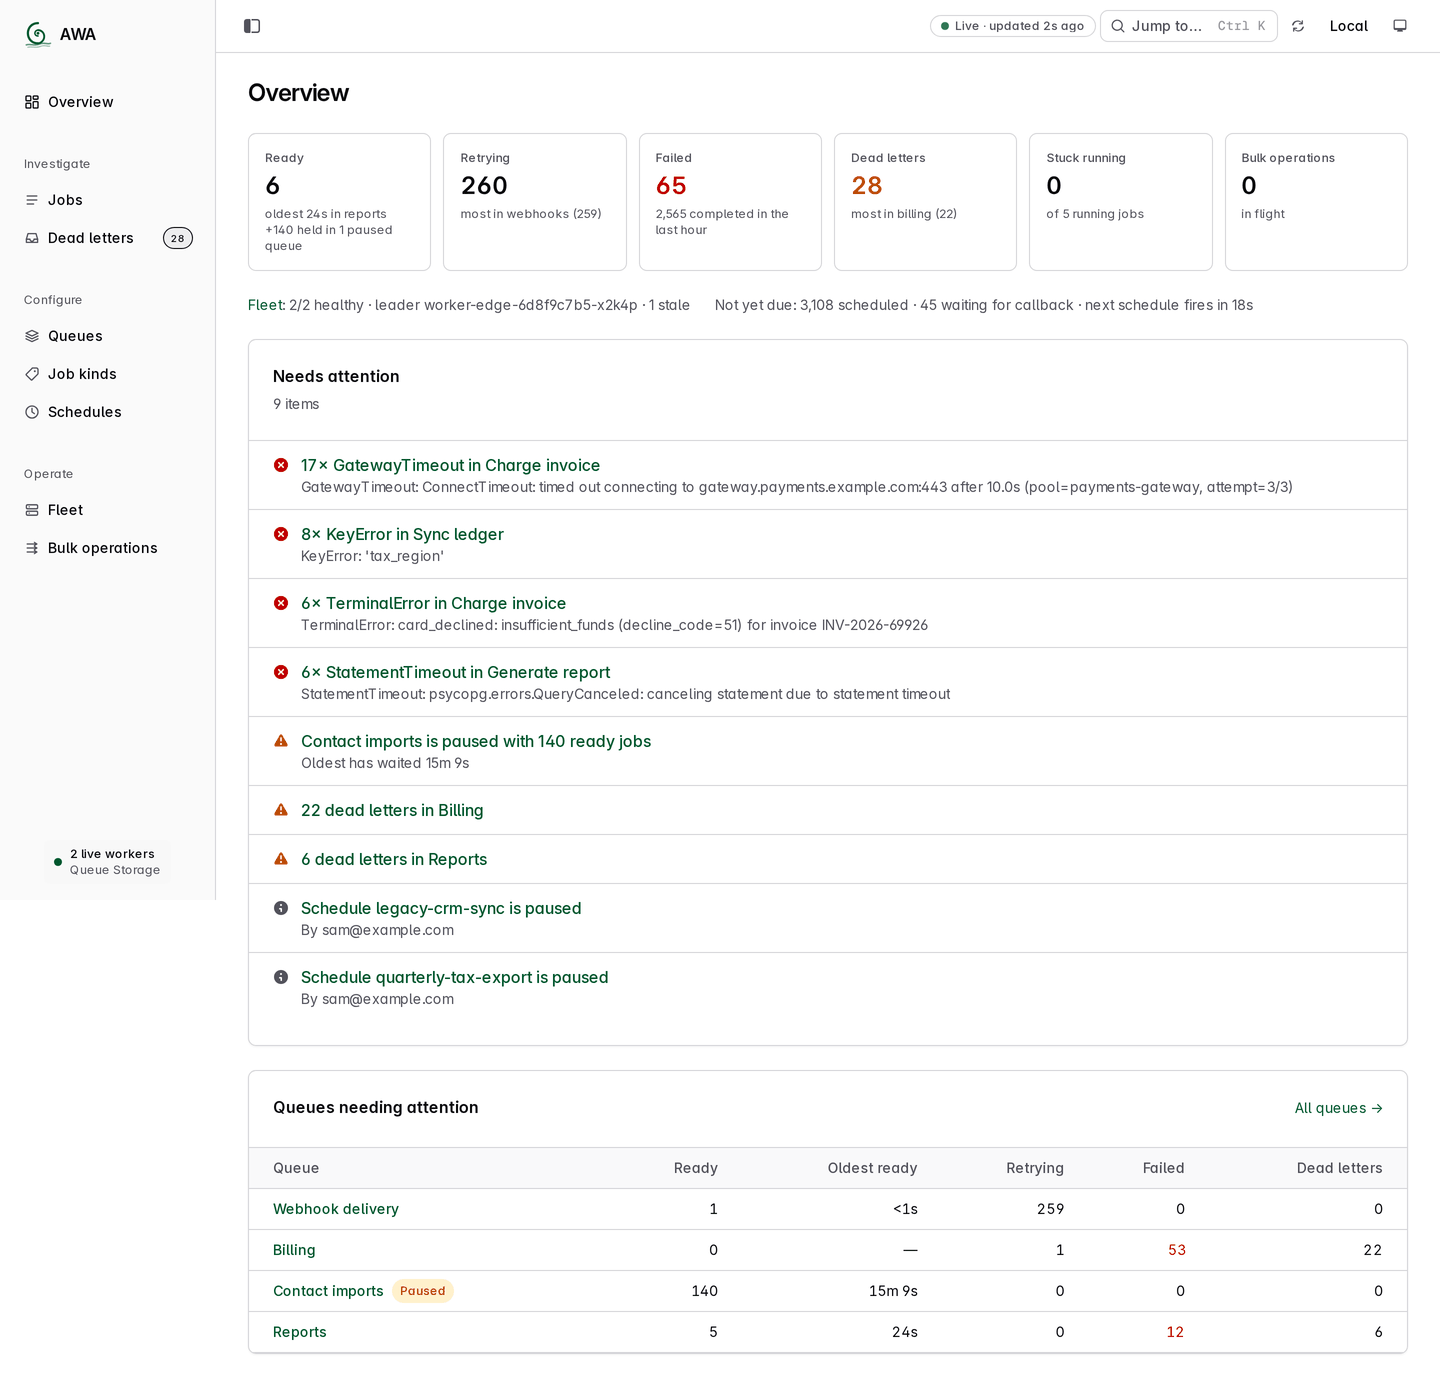 AWA
Live · updated 2s ago
Jump to...
Ctrl K
Local
Overview
Investigate
Jobs
Dead letters
28
Configure
Queues
Job kinds
Schedules
Operate
Fleet
Bulk operations
2 live workers
Queue Storage
Overview
Ready
6
oldest 24s in reports
+140 held in 1 paused
queue
Retrying
260
most in webhooks (259)
Failed
65
2,565 completed in the
last hour
Dead letters
28
most in billing (22)
Stuck running
0
of 5 running jobs
Bulk operations
0
in flight
Fleet: 2/2 healthy · leader worker-edge-6d8f9c7b5-x2k4p · 1 stale
Not yet due: 3,108 scheduled · 45 waiting for callback · next schedule fires in 18s
Needs attention
9 items
17× GatewayTimeout in Charge invoice
GatewayTimeout: ConnectTimeout: timed out connecting to gateway.payments.example.com:443 after 10.0s (pool=payments-gateway, attempt=3/3)
8× KeyError in Sync ledger
KeyError: 'tax_region'
6× TerminalError in Charge invoice
TerminalError: card_declined: insufficient_funds (decline_code=51) for invoice INV-2026-69926
6× StatementTimeout in Generate report
StatementTimeout: psycopg.errors.QueryCanceled: canceling statement due to statement timeout
Contact imports is paused with 140 ready jobs
Oldest has waited 15m 9s
22 dead letters in Billing
6 dead letters in Reports
Schedule legacy-crm-sync is paused
By sam@example.com
Schedule quarterly-tax-export is paused
By sam@example.com
Queues needing attention
All queues →
Queue Ready Oldest ready Retrying Failed Dead letters
Webhook delivery 1 <1s 259 0 0
Billing 0 — 1 53 22
Contact imports Paused 140 15m 9s 0 0 0
Reports 5 24s 0 12 6